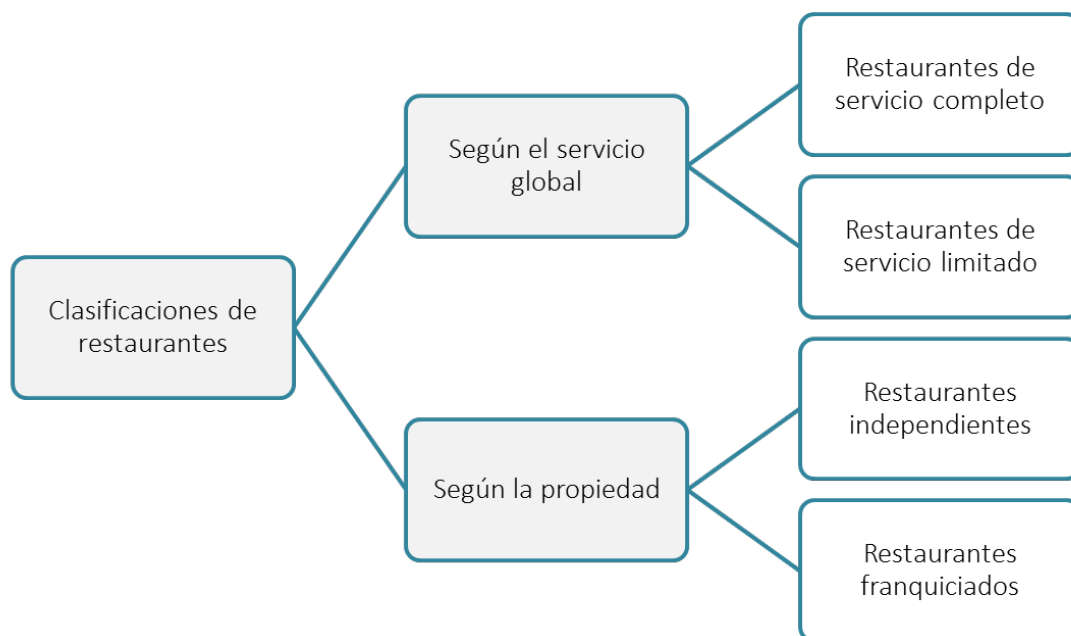 Clasificaciones de
restaurantes
Según el servicio
global
Restaurantes de
servicio completo
Restaurantes de
servicio limitado
Según la propiedad
Restaurantes
independientes
Restaurantes
franquiciados